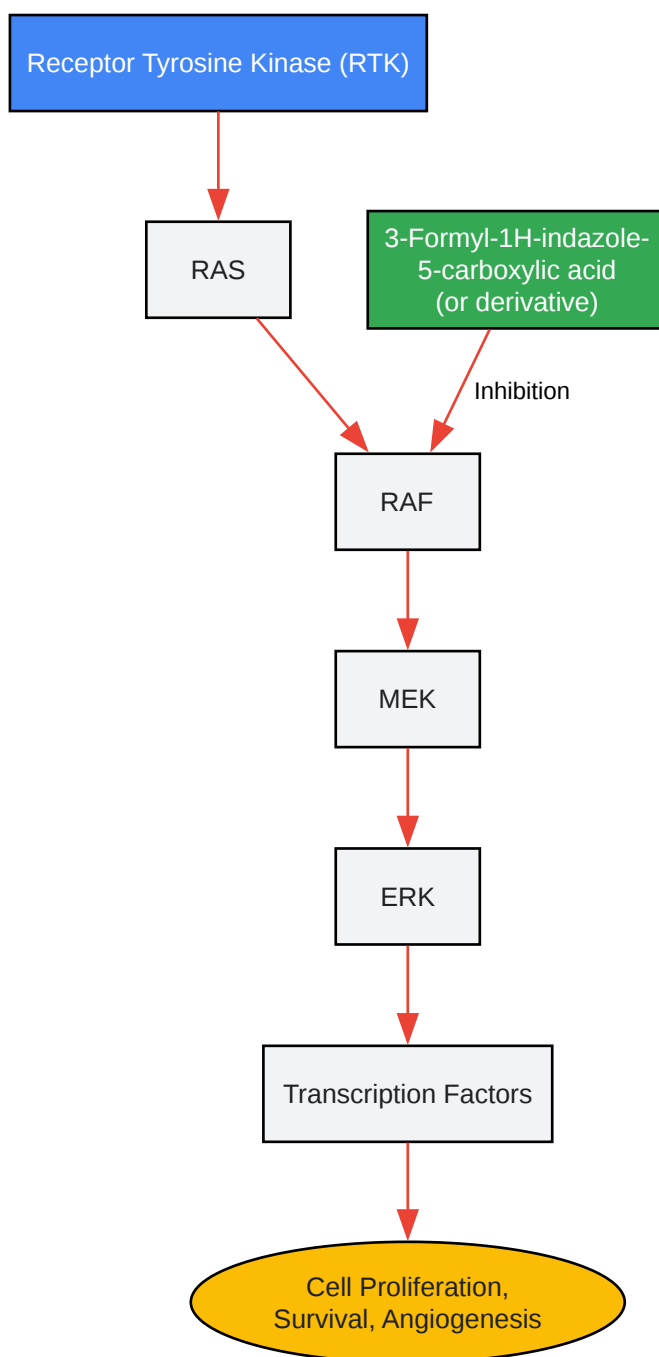 Receptor Tyrosine Kinase (RTK)
RAS
3-Formyl-1H-indazole-
5-carboxylic acid
(or derivative)
Inhibition
RAF
MEK
ERK
Transcription Factors
Cell Proliferation,
Survival, Angiogenesis